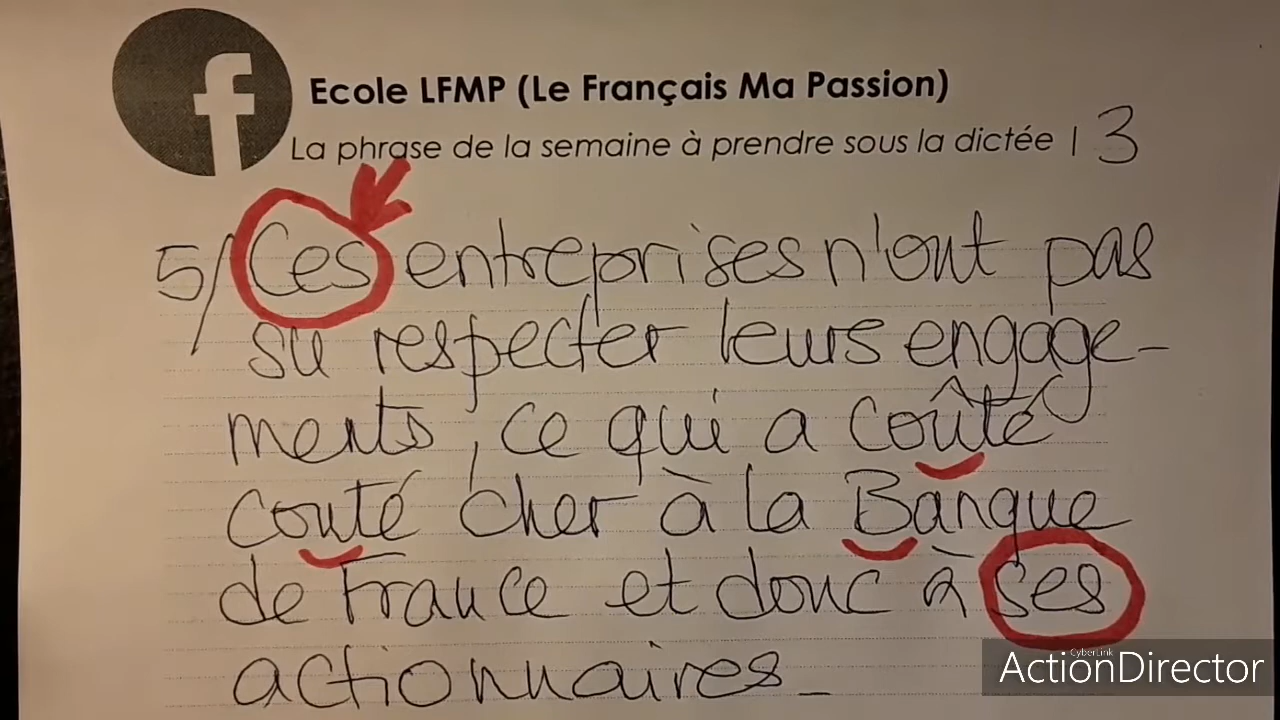 f
Ecole LFMP (Le Français Ma Passion)
La phrase de la semaine à prendre sous la dictée | 3
5/ Ces entreprises n'ont pas
su respecter leurs engage-
ments, ce qui a coûté
couté cher à la Banque
de France et donc à ses
actionnaires.
CyberLink
ActionDirector